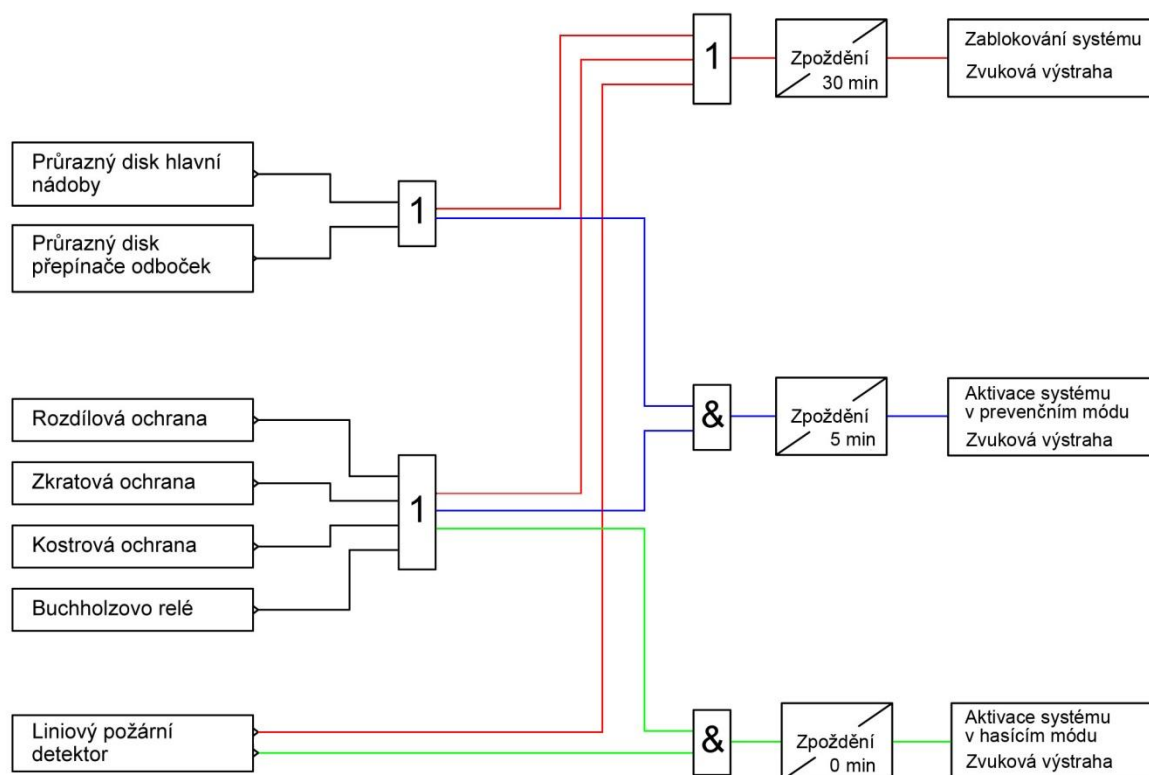 1
Zpoždění
30 min
Zablokování systému
Zvuková výstraha
Průrazný disk hlavní
nádoby
Průrazný disk
přepínače odboček
1
Rozdílová ochrana
Zkratová ochrana
Kostrová ochrana
Buchholzovo relé
1
&
Zpoždění
5 min
Aktivace systému
v prevenčním módu
Zvuková výstraha
Liniový požární
detektor
&
Zpoždění
0 min
Aktivace systému
v hasícím módu
Zvuková výstraha